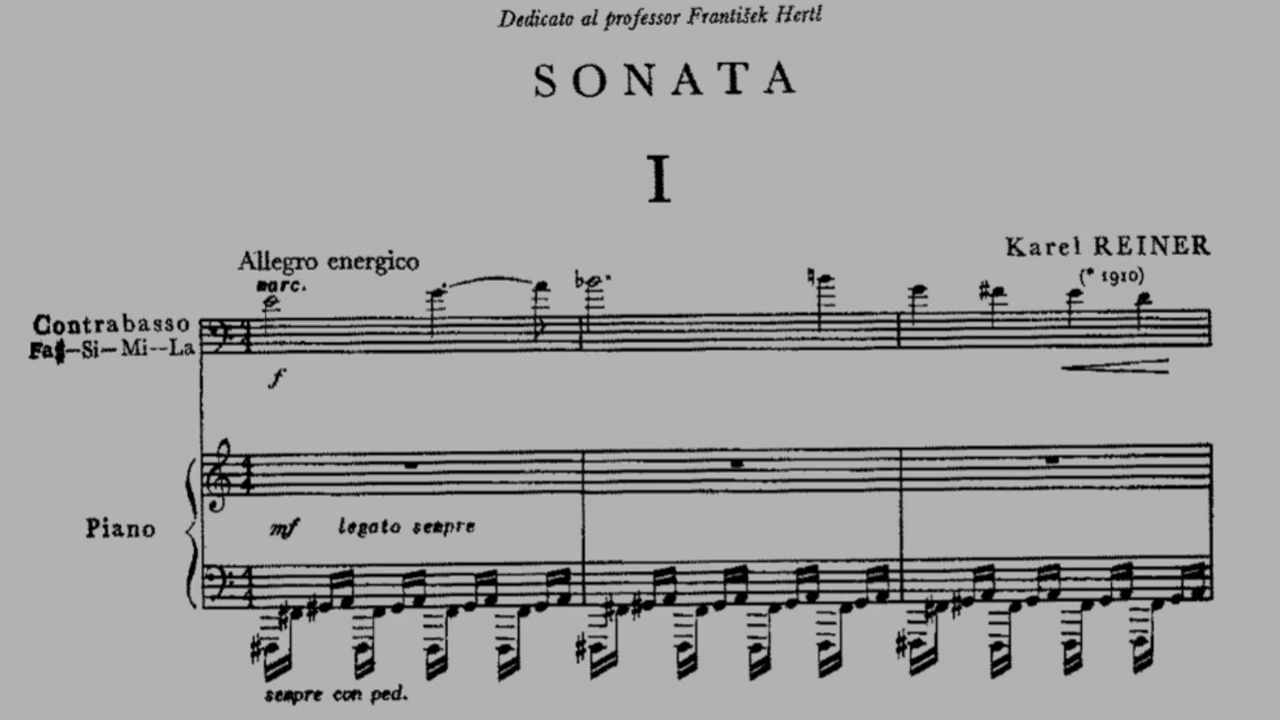 Dedicato al professor František Hertl
SONATA
I
Karel REINER
(* 1910)
Allegro energico
marc.
Contrabasso
Fa#–Si–Mi–La
f
Piano
mf legato sempre
sempre con ped.